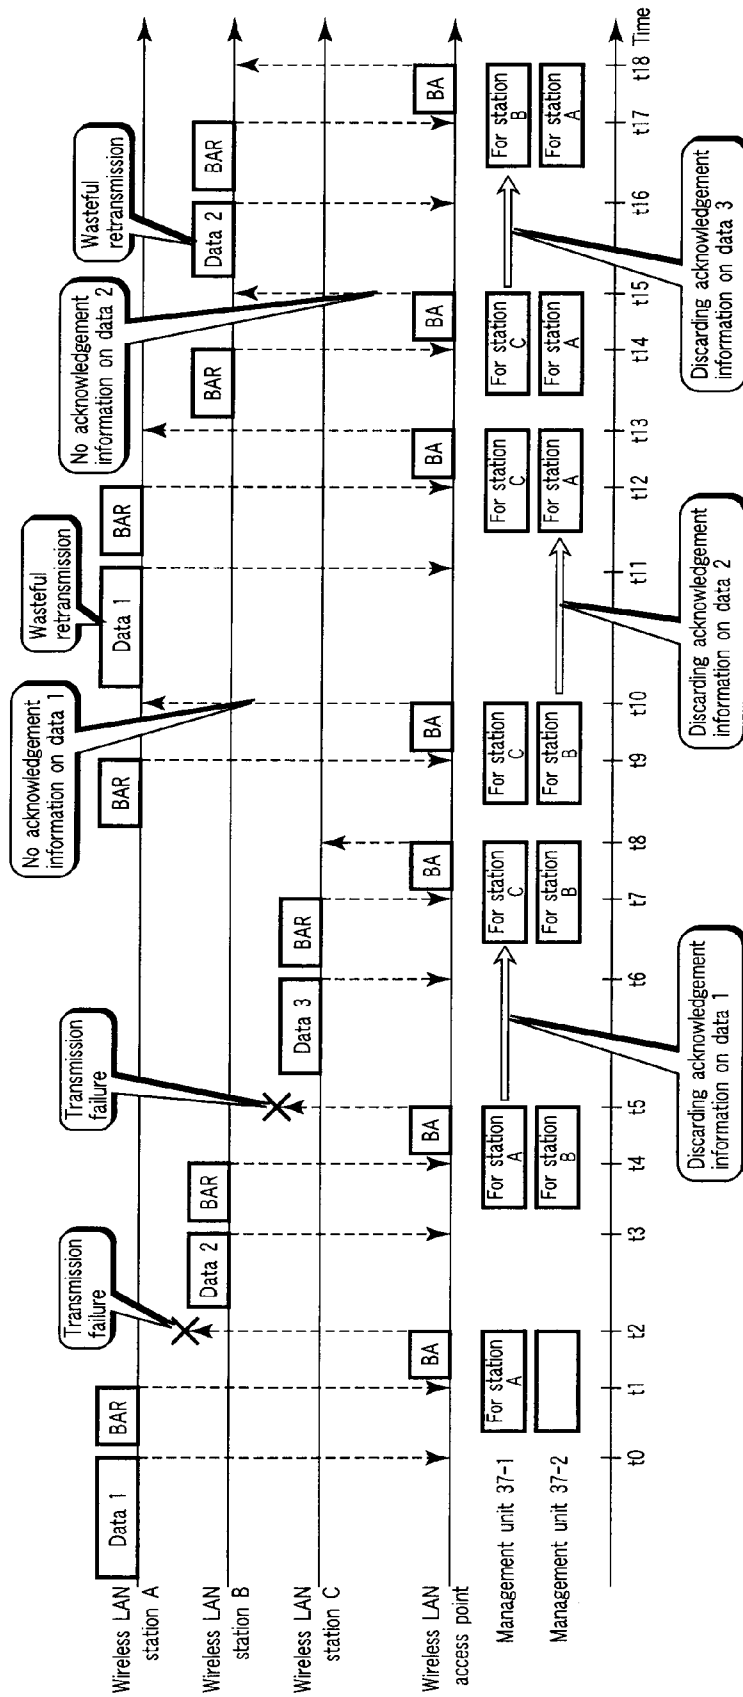 Transmission
failure
Transmission
failure
No acknowledgement
information on data 1
Wasteful
retransmission
No acknowledgement
information on data 2
Wasteful
retransmission
Wireless LAN
station A
Data 1
BAR
BAR
Data 1
BAR
Wireless LAN
station B
Data 2
BAR
BAR
Data 2
BAR
Wireless LAN
station C
Data 3
BAR
Wireless LAN
access point
BA
BA
BA
BA
BA
BA
BA
Management unit 37-1
For station
A
For station
A
For station
C
For station
C
For station
C
For station
C
For station
B
Management unit 37-2
For station
B
For station
B
For station
B
For station
A
For station
A
For station
A
t0
t1
t2
t3
t4
t5
t6
t7
t8
t9
t10
t11
t12
t13
t14
t15
t16
t17
t18
Time
Discarding acknowledgement
information on data 1
Discarding acknowledgement
information on data 2
Discarding acknowledgement
information on data 3